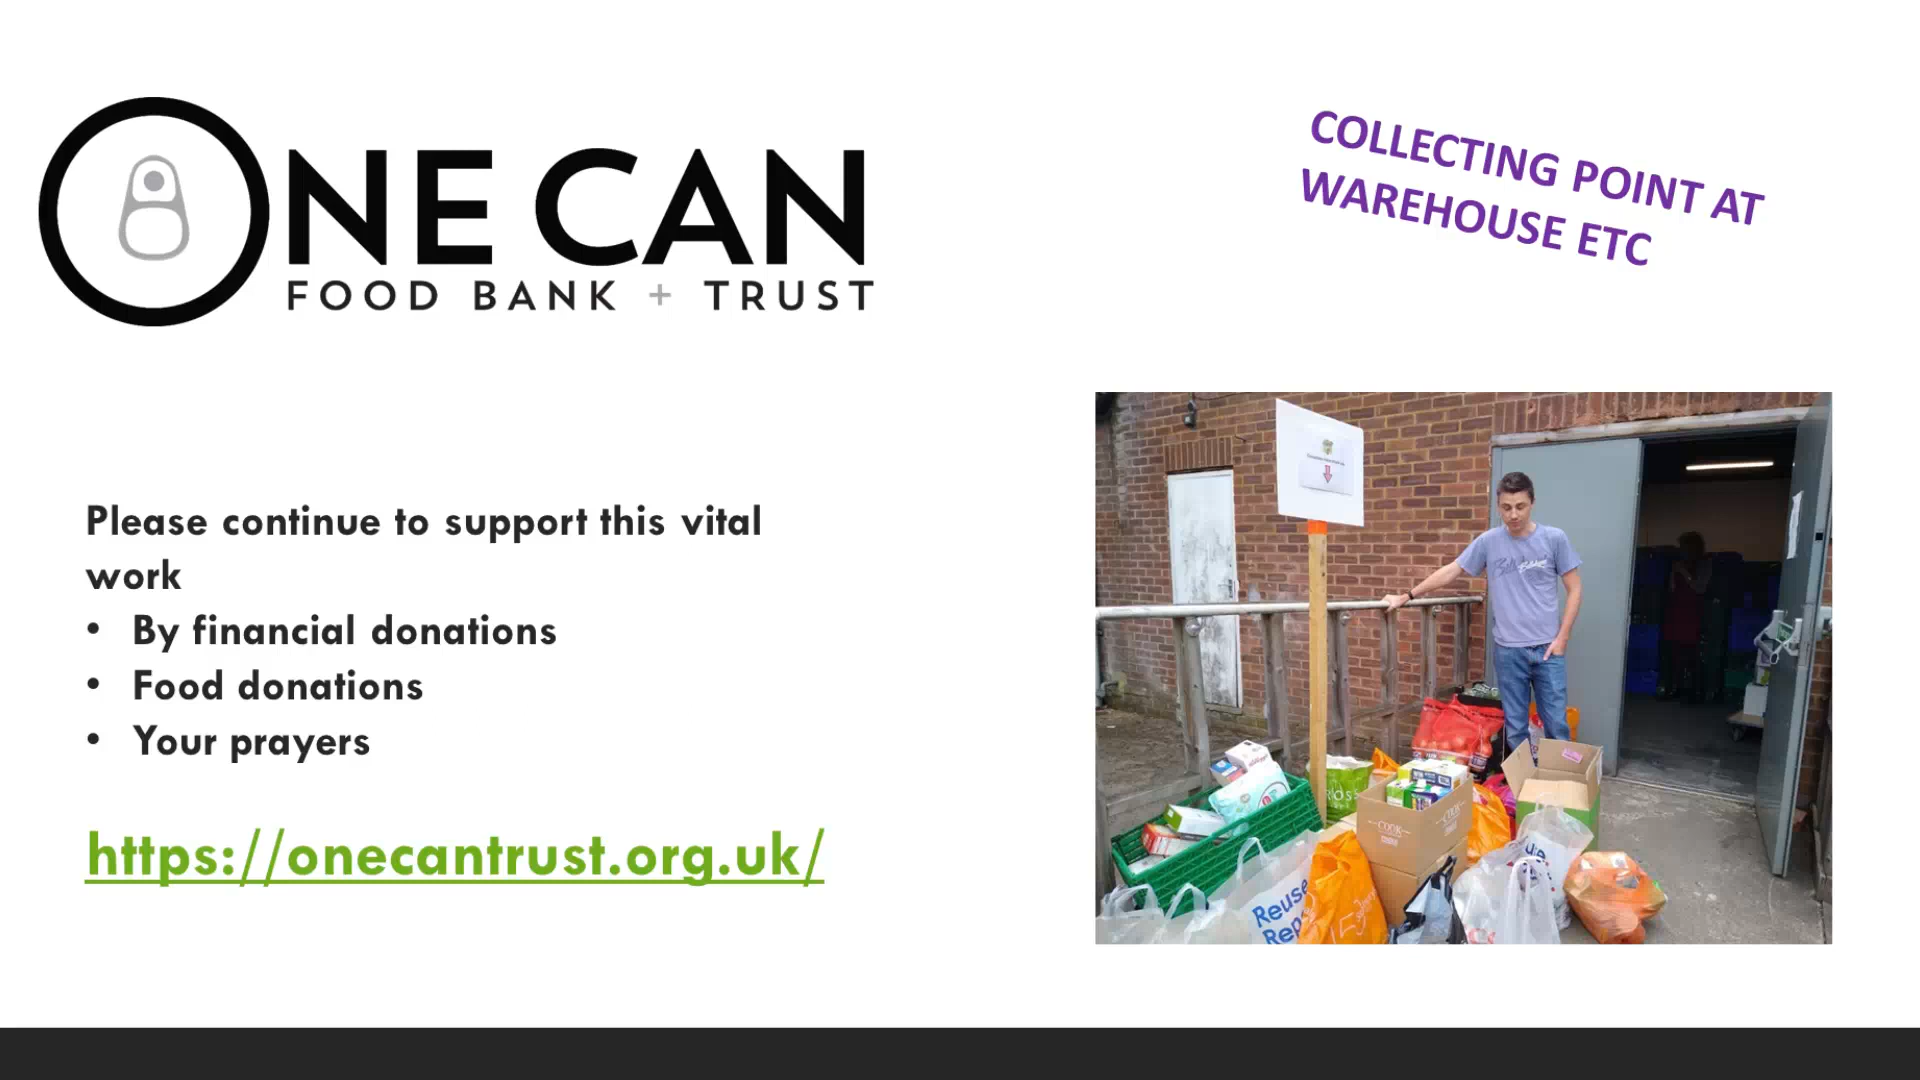 ONE CAN
FOOD BANK + TRUST
COLLECTING POINT AT
WAREHOUSE ETC
Please continue to support this vital
work
• By financial donations
• Food donations
• Your prayers
https://onecantrust.org.uk/
COOK
Reuse